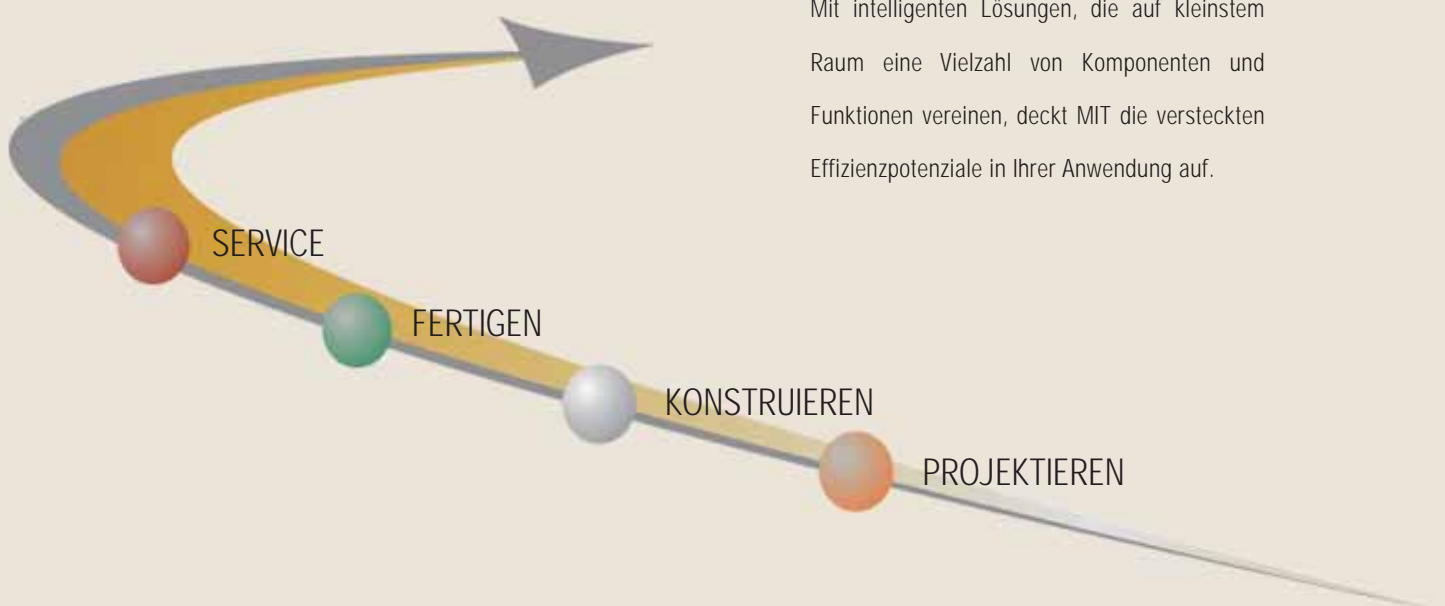 Mit intelligenten Lösungen, die auf kleinstem
Raum eine Vielzahl von Komponenten und
Funktionen vereinen, deckt MIT die versteckten
Effizienzpotenziale in Ihrer Anwendung auf.
SERVICE
FERTIGEN
KONSTRUIEREN
PROJEKTIEREN